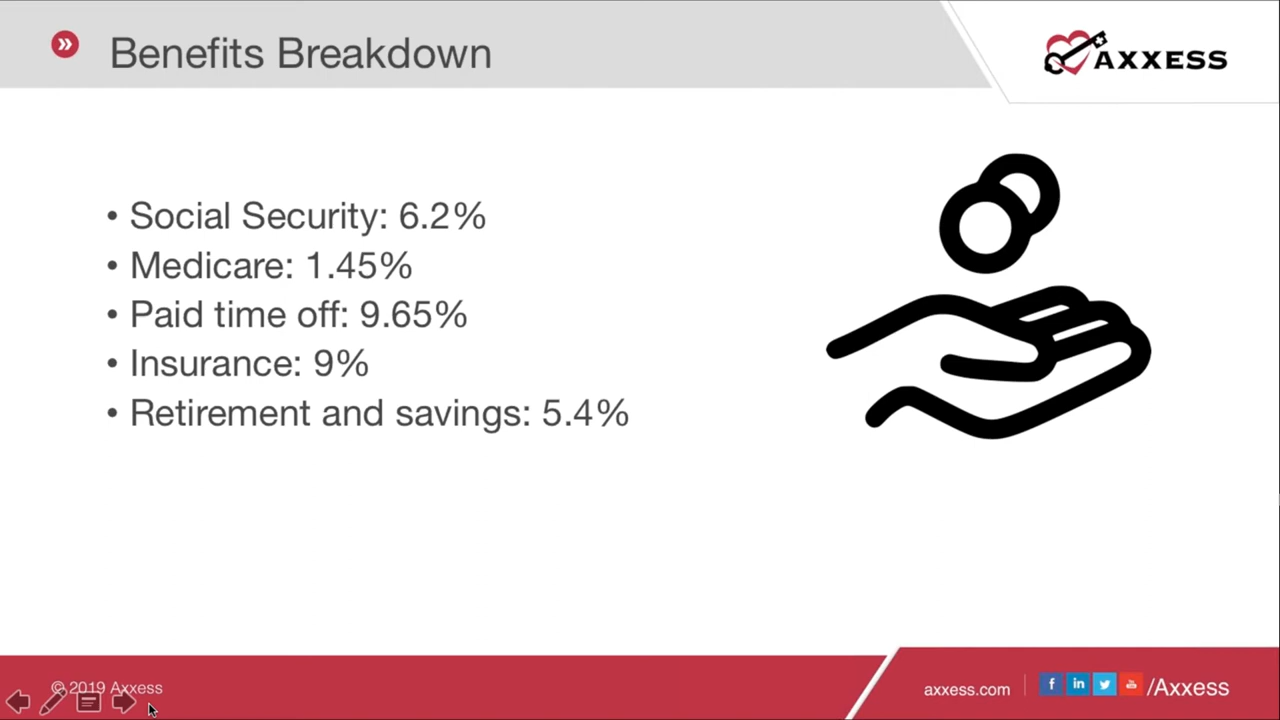 Benefits Breakdown
AXXESS
• Social Security: 6.2%
• Medicare: 1.45%
• Paid time off: 9.65%
• Insurance: 9%
• Retirement and savings: 5.4%
© 2019 Axxess
axxess.com
/Axxess